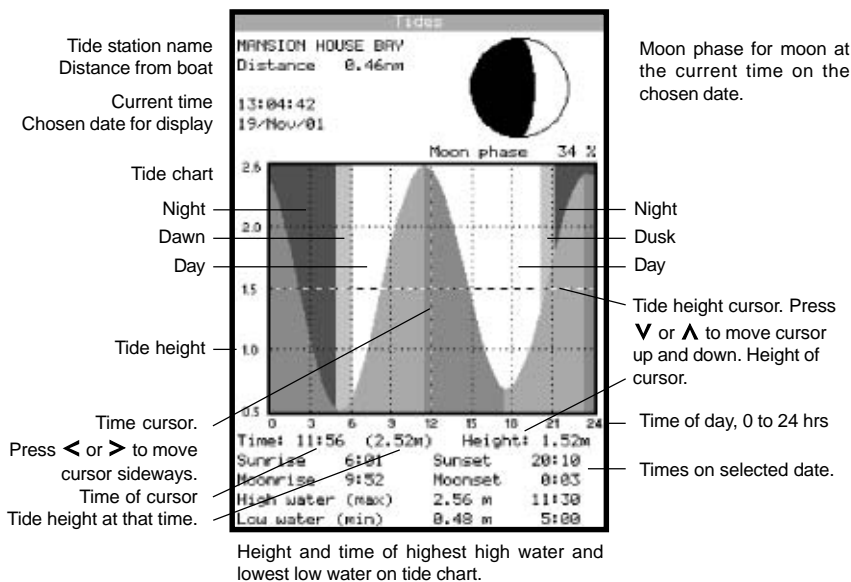 Tides
Tide station name
Distance from boat
Current time
Chosen date for display
MANSION HOUSE BAY
Distance 0.46nm
13:04:42
19/Nov/01
Moon phase 34 %
Moon phase for moon at
the current time on the
chosen date.
Tide chart
Night
Dawn
Day
Tide height
2.5
2.0
1.5
1.0
0.5
0 3 6 9 12 15 18 21 24
Night
Dusk
Day
Tide height cursor. Press
V or Λ to move cursor
up and down. Height of
cursor.
Time of day, 0 to 24 hrs
Time cursor.
Press < or > to move
cursor sideways.
Time of cursor
Tide height at that time.
Time: 11:56 (2.52m) Height: 1.52m
Sunrise 6:01 Sunset 20:10
Moonrise 9:52 Moonset 0:03
High water (max) 2.56 m 11:30
Low water (min) 0.48 m 5:00
Times on selected date.
Height and time of highest high water and
lowest low water on tide chart.